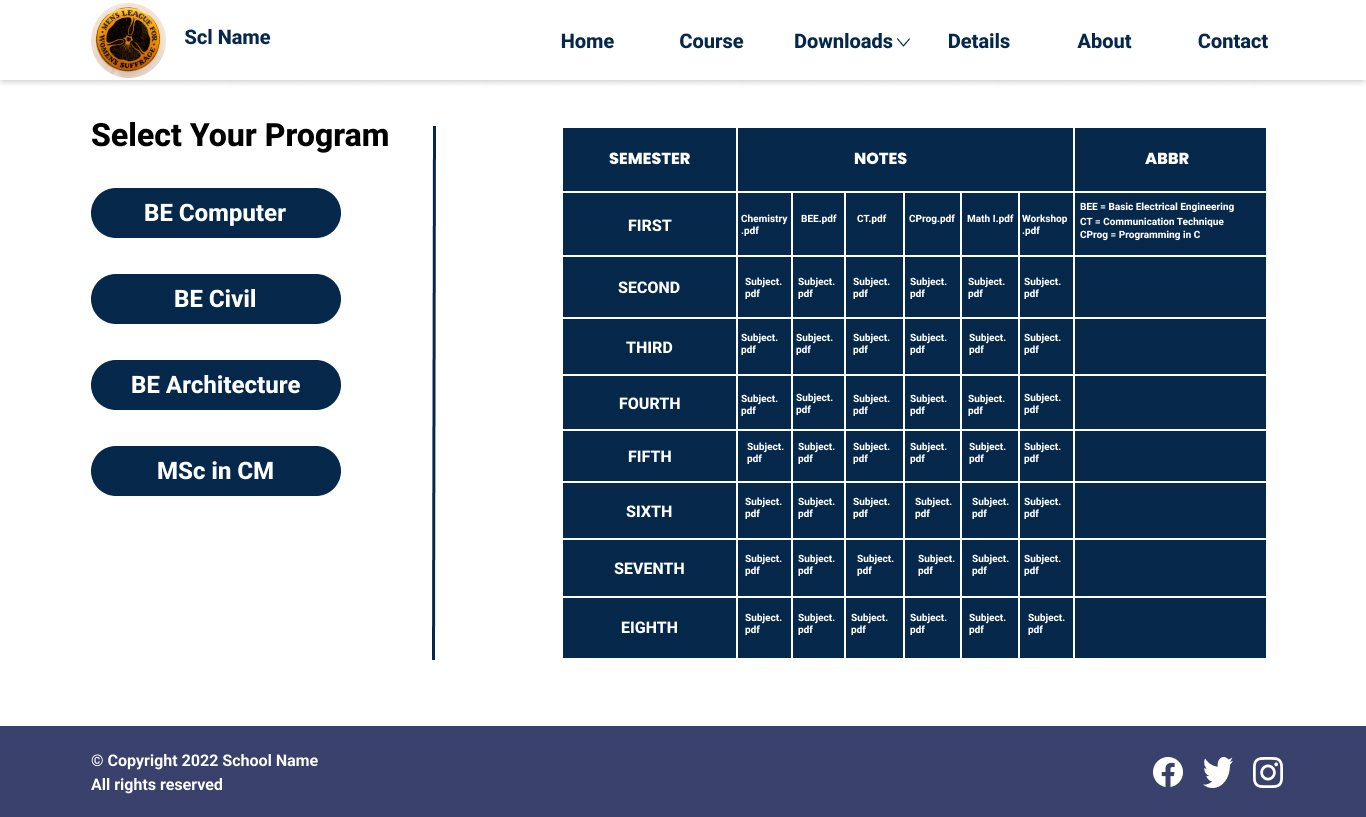 MEN'S LEAGUE FOR
WOMEN'S SUFFRAGE
Scl Name
Home
Course
Downloads
Details
About
Contact
Select Your Program
BE Computer
BE Civil
BE Architecture
MSc in CM
SEMESTER
NOTES
ABBR
FIRST
Chemistry
.pdf
BEE.pdf
CT.pdf
CProg.pdf
Math I.pdf
Workshop
.pdf
BEE = Basic Electrical Engineering
CT = Communication Technique
CProg = Programming in C
SECOND
Subject.
pdf
Subject.
pdf
Subject.
pdf
Subject.
pdf
Subject.
pdf
Subject.
pdf
THIRD
Subject.
pdf
Subject.
pdf
Subject.
pdf
Subject.
pdf
Subject.
pdf
Subject.
pdf
FOURTH
Subject.
pdf
Subject.
pdf
Subject.
pdf
Subject.
pdf
Subject.
pdf
Subject.
pdf
FIFTH
Subject.
pdf
Subject.
pdf
Subject.
pdf
Subject.
pdf
Subject.
pdf
Subject.
pdf
SIXTH
Subject.
pdf
Subject.
pdf
Subject.
pdf
Subject.
pdf
Subject.
pdf
Subject.
pdf
SEVENTH
Subject.
pdf
Subject.
pdf
Subject.
pdf
Subject.
pdf
Subject.
pdf
Subject.
pdf
EIGHTH
Subject.
pdf
Subject.
pdf
Subject.
pdf
Subject.
pdf
Subject.
pdf
Subject.
pdf
© Copyright 2022 School Name
All rights reserved